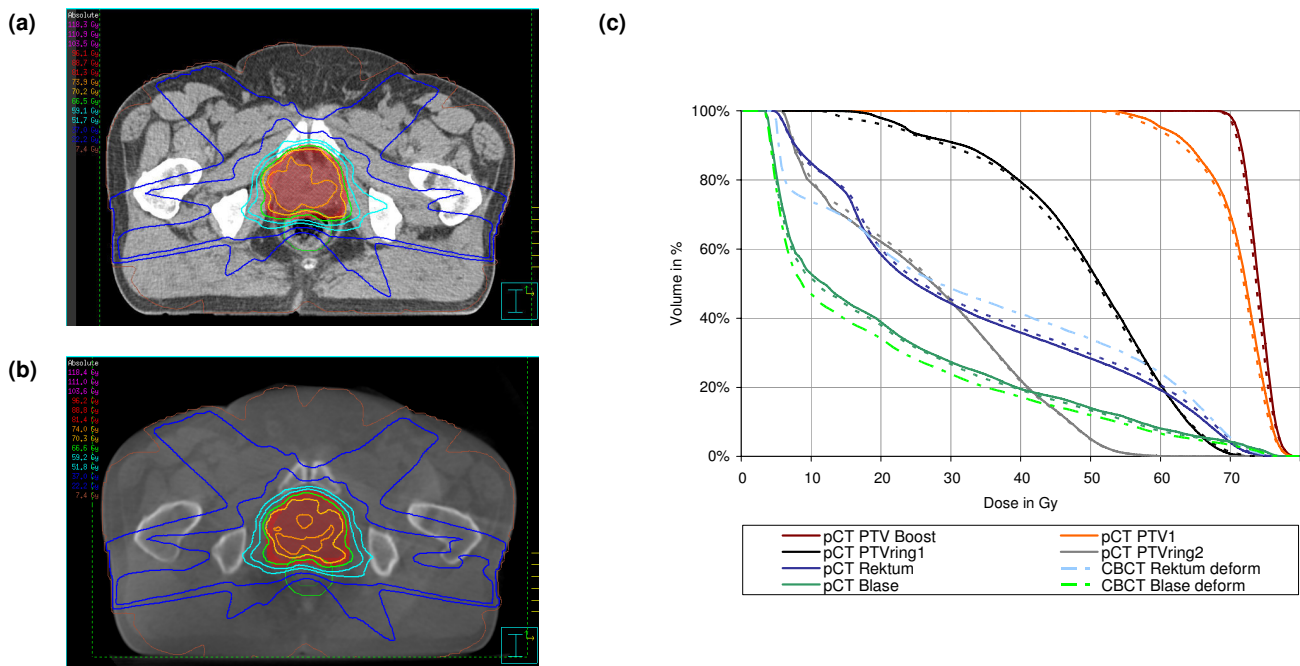 (a)
Absolute
118.3 Gy
110.9 Gy
103.5 Gy
96.1 Gy
88.7 Gy
81.3 Gy
73.9 Gy
70.2 Gy
66.5 Gy
59.1 Gy
51.7 Gy
7.4 Gy
(b)
Absolute
118.4 Gy
111.0 Gy
103.6 Gy
96.2 Gy
88.8 Gy
81.4 Gy
74.0 Gy
70.3 Gy
66.6 Gy
59.2 Gy
51.8 Gy
7.4 Gy
(c)
100%
80%
60%
40%
20%
0%
Volume in %
0 10 20 30 40 50 60 70
Dose in Gy
pCT PTV Boost
pCT PTV1
pCT PTVring1
pCT PTVring2
pCT Rektum
CBCT Rektum deform
pCT Blase
CBCT Blase deform